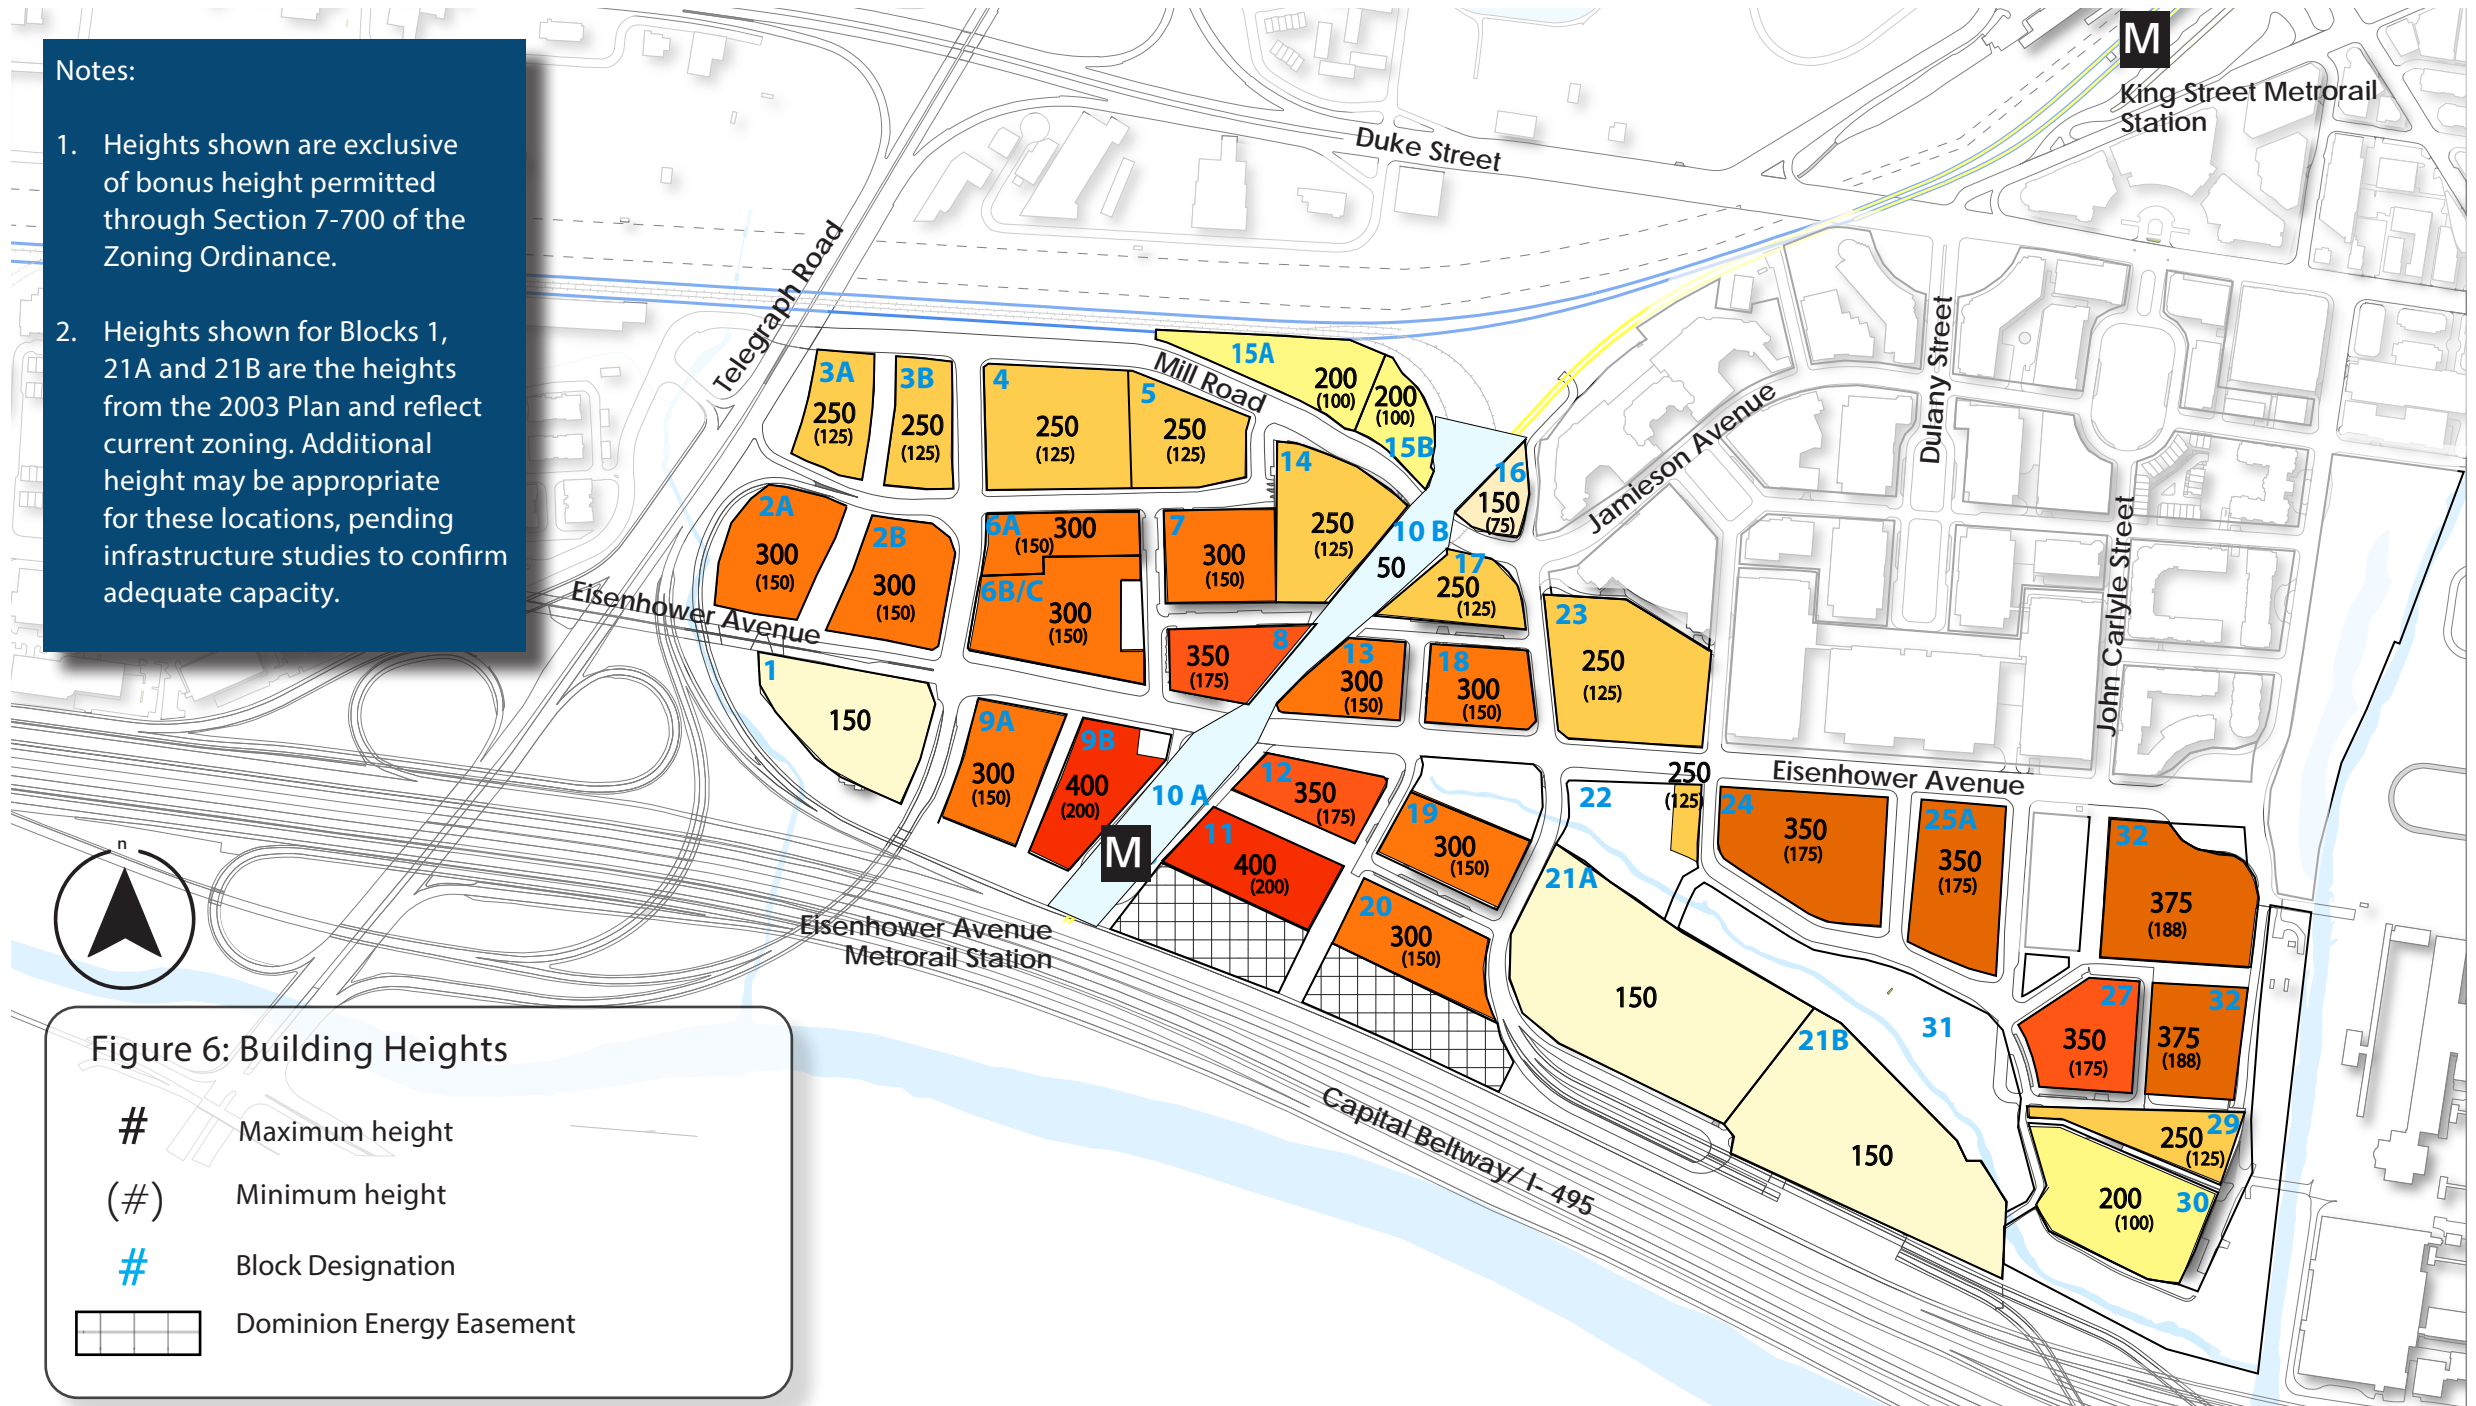 Notes:
1. Heights shown are exclusive
of bonus height permitted
through Section 7-700 of the
Zoning Ordinance.
2. Heights shown for Blocks 1,
21A and 21B are the heights
from the 2003 Plan and reflect
current zoning. Additional
height may be appropriate
for these locations, pending
infrastructure studies to confirm
adequate capacity.
M
King Street Metrorail
Station
Duke Street
Telegraph Road
Mill Road
Jamieson Avenue
Dulany Street
John Carlyle Street
Eisenhower Avenue
Eisenhower Avenue
3A
250
(125)
3B
250
(125)
4
250
(125)
5
250
(125)
15A
200
(100)
200
(100)
15B
14
250
(125)
16
150
(75)
2A
300
(150)
2B
300
(150)
6A
300
(150)
6B/C
300
(150)
7
300
(150)
10 B
50
17
250
(125)
8
350
(175)
13
300
(150)
18
300
(150)
23
250
(125)
1
150
9A
300
(150)
9B
400
(200)
10 A
M
12
350
(175)
11
400
(200)
19
300
(150)
20
300
(150)
22
250
(125)
24
350
(175)
25A
350
(175)
32
375
(188)
21A
150
21B
150
31
27
350
(175)
32
375
(188)
29
250
(125)
30
200
(100)
Eisenhower Avenue
Metrorail Station
Capital Beltway/ I- 495
n
Figure 6: Building Heights
# Maximum height
(#) Minimum height
# Block Designation
Dominion Energy Easement